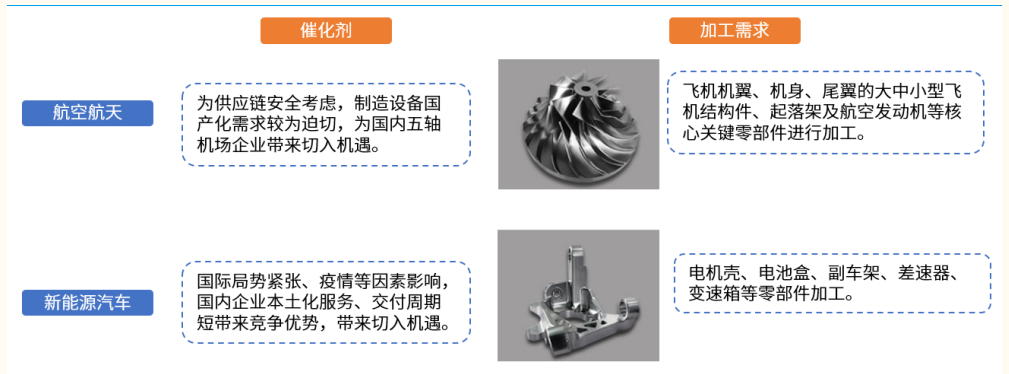 催化剂
加工需求
航空航天
为供应链安全考虑，制造设备国
产化需求较为迫切，为国内五轴
机场企业带来切入机遇。
飞机机翼、机身、尾翼的大中小型飞
机结构件、起落架及航空发动机等核
心关键零部件进行加工。
新能源汽车
国际局势紧张、疫情等因素影响，
国内企业本土化服务、交付周期
短带来竞争优势，带来切入机遇。
电机壳、电池盒、副车架、差速器、
变速箱等零部件加工。